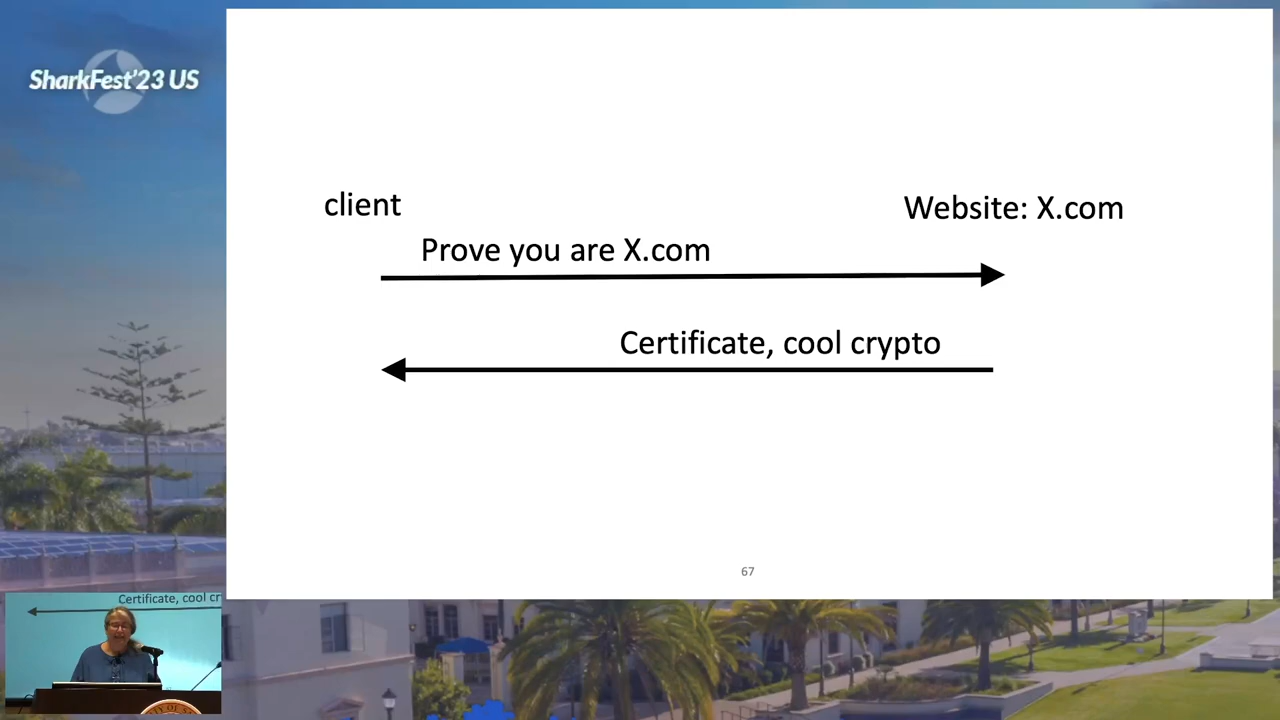 SharkFest'23 US
client
Website: X.com
Prove you are X.com
Certificate, cool crypto
67
Certificate, cool cr